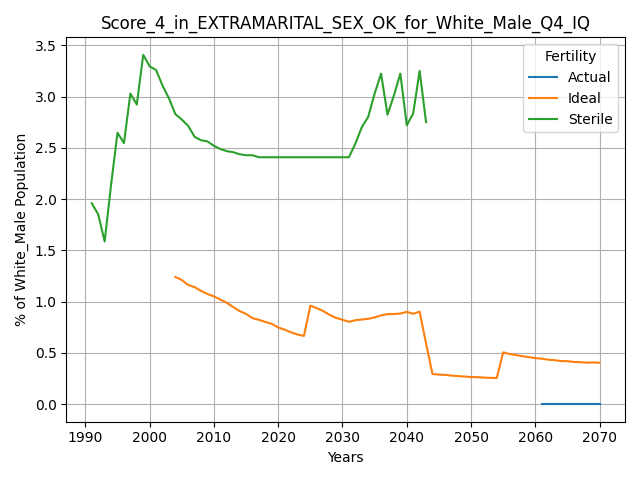 Score_4_in_EXTRAMARITAL_SEX_OK_for_White_Male_Q4_IQ
3.5
3.0
2.5
2.0
1.5
1.0
0.5
0.0
% of White_Male Population
Fertility
Actual
Ideal
Sterile
1990 2000 2010 2020 2030 2040 2050 2060 2070
Years